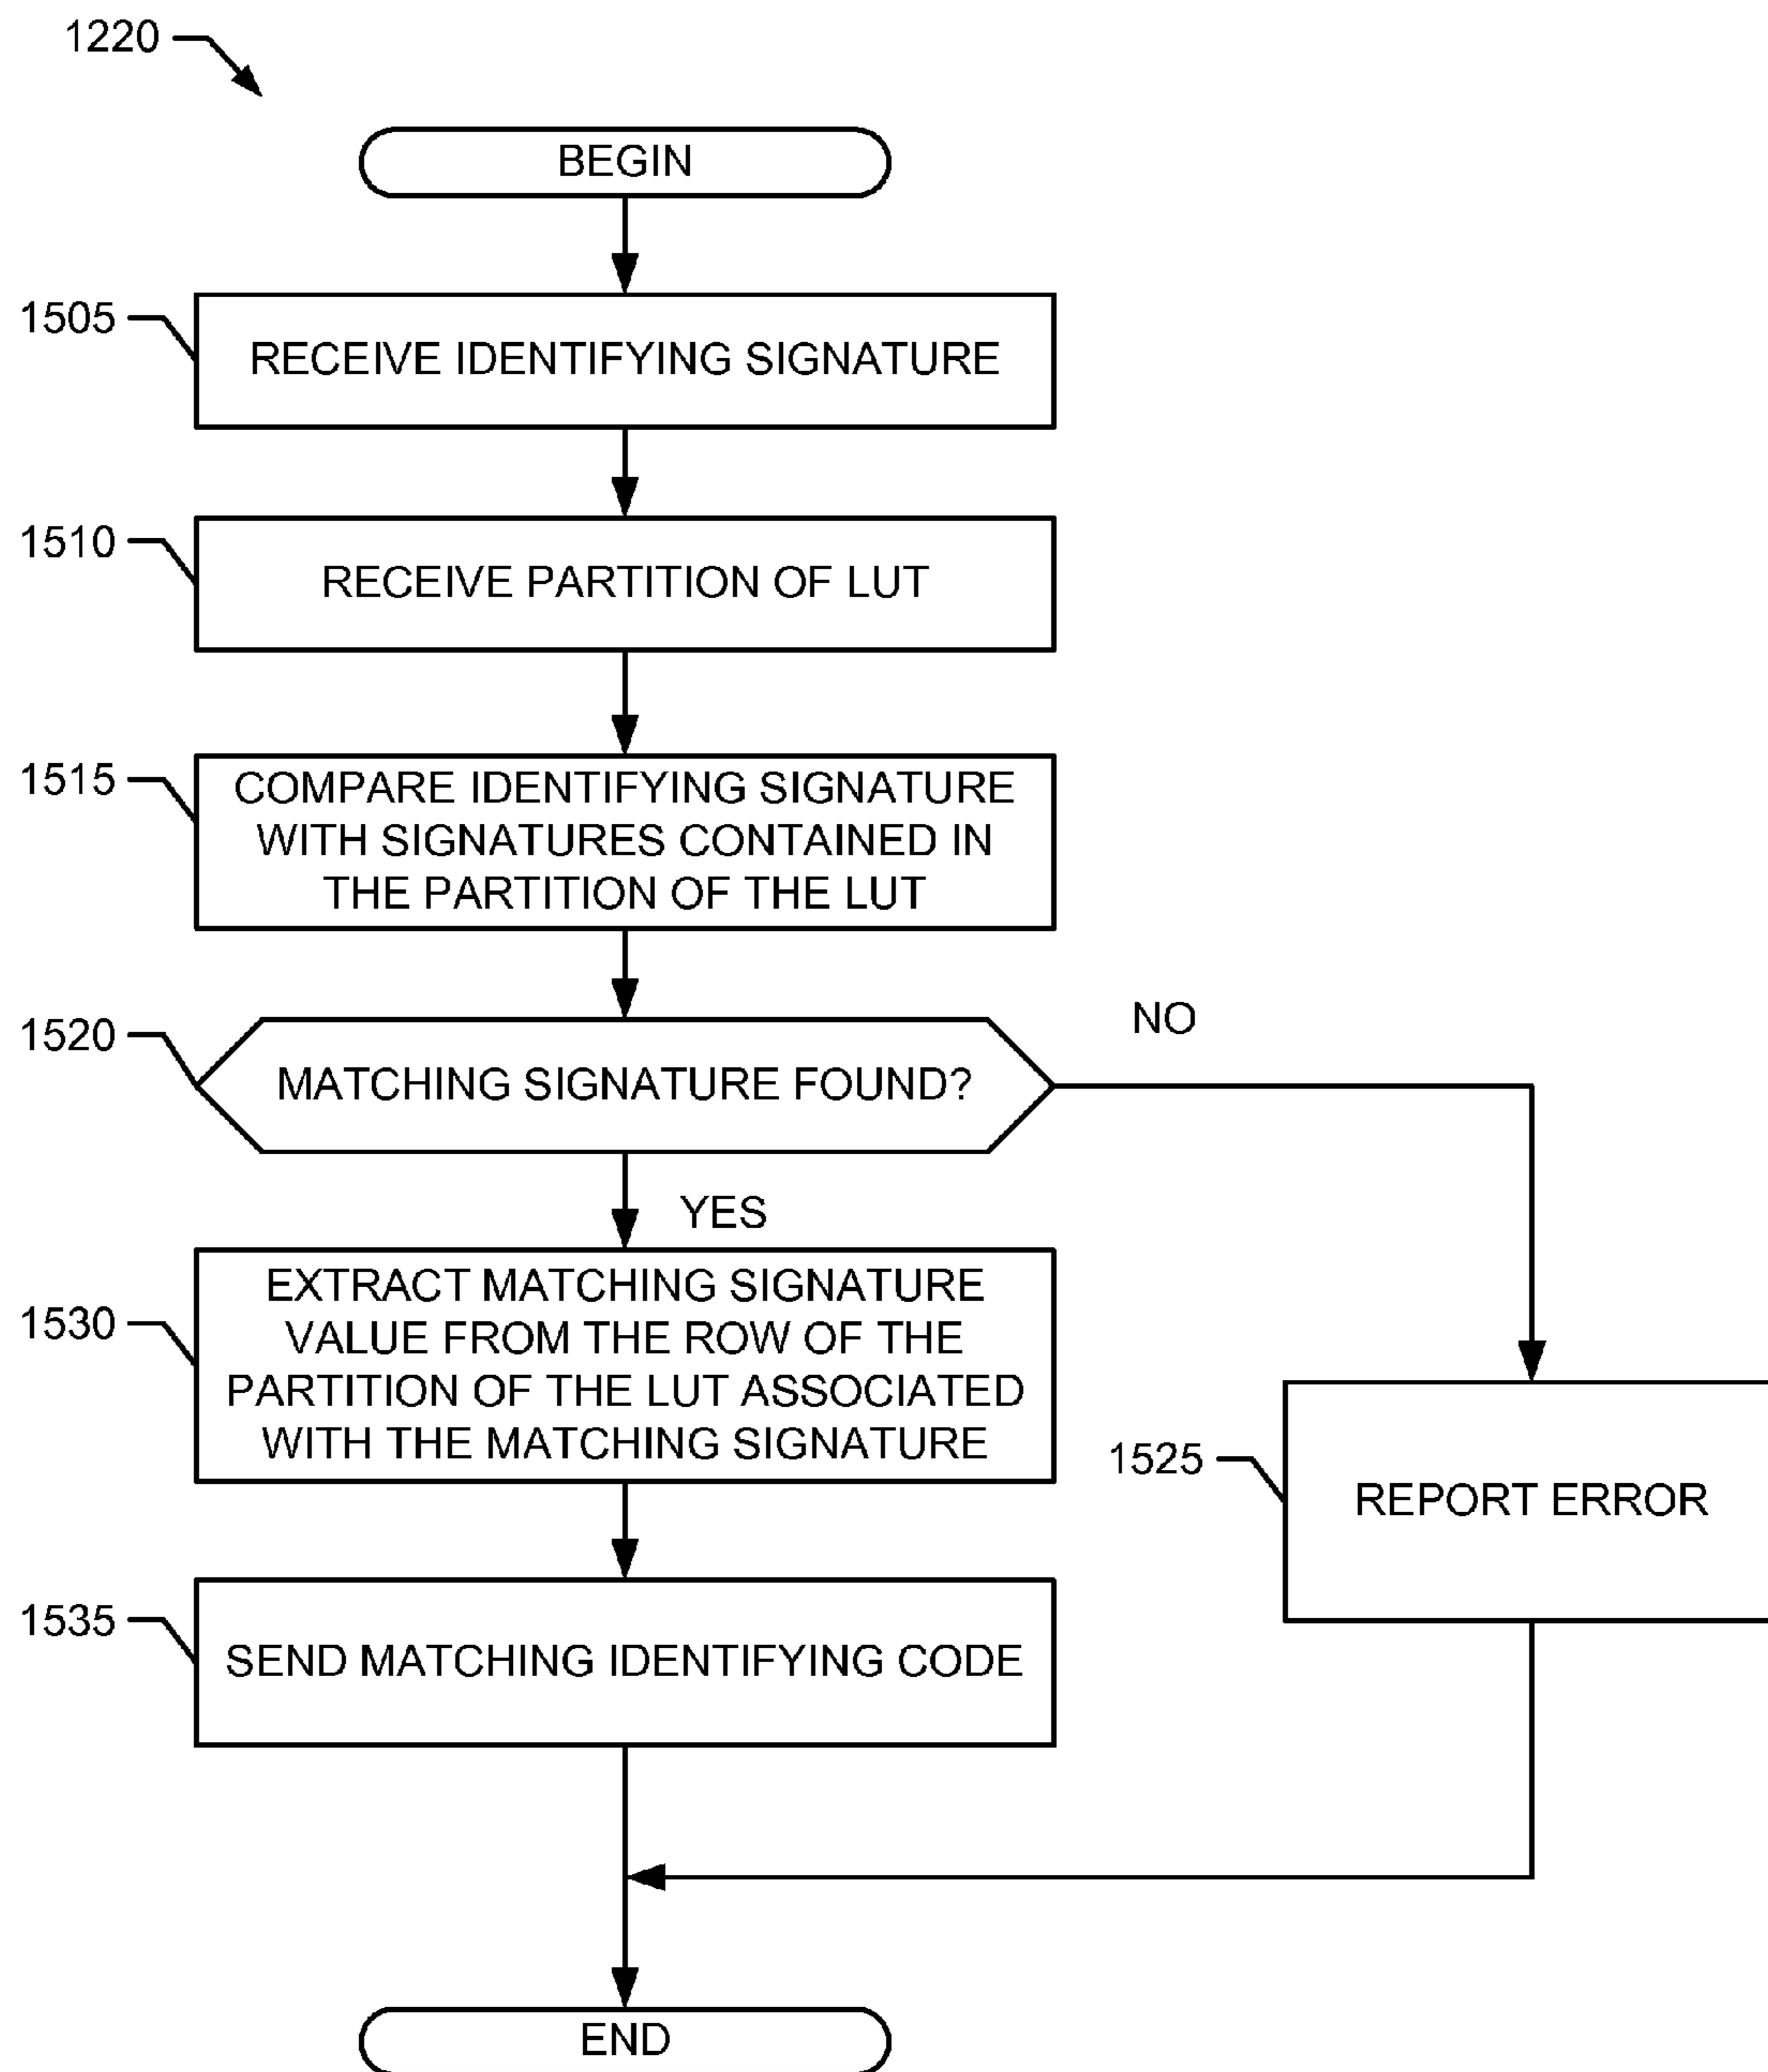 1220
BEGIN
1505
RECEIVE IDENTIFYING SIGNATURE
1510
RECEIVE PARTITION OF LUT
1515
COMPARE IDENTIFYING SIGNATURE
WITH SIGNATURES CONTAINED IN
THE PARTITION OF THE LUT
1520
MATCHING SIGNATURE FOUND?
NO
YES
1530
EXTRACT MATCHING SIGNATURE
VALUE FROM THE ROW OF THE
PARTITION OF THE LUT ASSOCIATED
WITH THE MATCHING SIGNATURE
1525
REPORT ERROR
1535
SEND MATCHING IDENTIFYING CODE
END